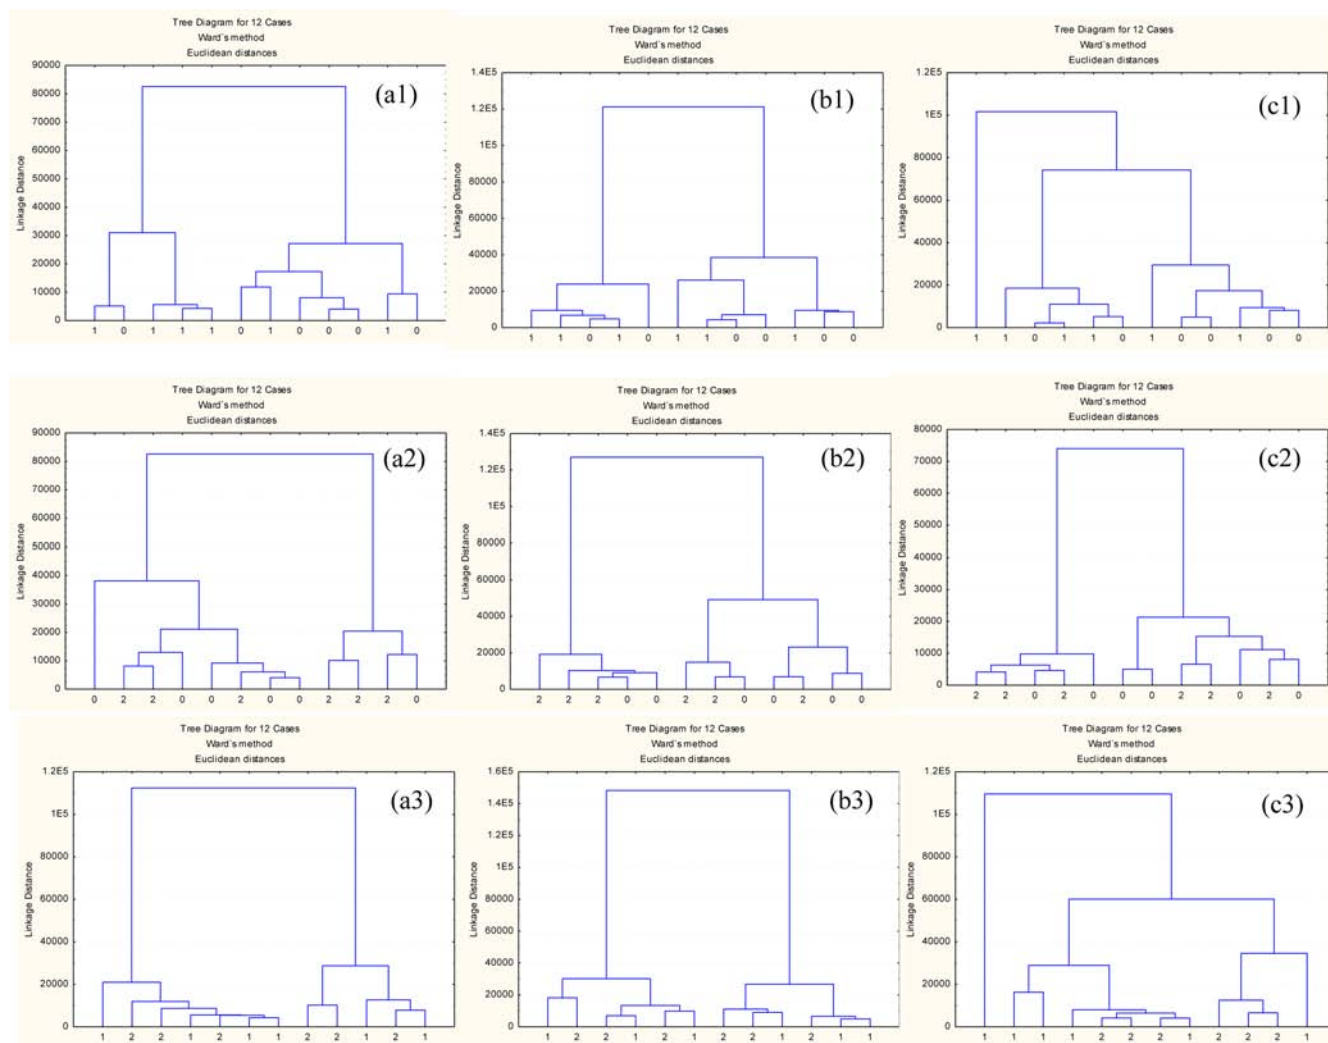 Tree Diagram for 12 Cases
Ward`s method
Euclidean distances
(a1)
Linkage Distance
90000
80000
70000
60000
50000
40000
30000
20000
10000
0
1 0 1 1 1 0 1 0 0 0 1 0
Tree Diagram for 12 Cases
Ward`s method
Euclidean distances
(b1)
Linkage Distance
1.4E5
1.2E5
1E5
80000
60000
40000
20000
0
1 1 0 1 0 1 1 0 0 1 0 0
Tree Diagram for 12 Cases
Ward`s method
Euclidean distances
(c1)
Linkage Distance
1.2E5
1E5
80000
60000
40000
20000
0
1 1 0 1 1 0 1 0 0 1 0 0
Tree Diagram for 12 Cases
Ward`s method
Euclidean distances
(a2)
Linkage Distance
90000
80000
70000
60000
50000
40000
30000
20000
10000
0
0 2 2 0 0 2 0 0 2 2 2 0
Tree Diagram for 12 Cases
Ward`s method
Euclidean distances
(b2)
Linkage Distance
1.4E5
1.2E5
1E5
80000
60000
40000
20000
0
2 2 2 0 0 2 2 0 0 2 0 0
Tree Diagram for 12 Cases
Ward`s method
Euclidean distances
(c2)
Linkage Distance
80000
70000
60000
50000
40000
30000
20000
10000
0
2 2 0 2 0 0 0 2 2 0 2 0
Tree Diagram for 12 Cases
Ward`s method
Euclidean distances
(a3)
Linkage Distance
1.2E5
1E5
80000
60000
40000
20000
0
1 2 2 1 2 1 1 2 2 1 2 1
Tree Diagram for 12 Cases
Ward`s method
Euclidean distances
(b3)
Linkage Distance
1.6E5
1.4E5
1.2E5
1E5
80000
60000
40000
20000
0
1 2 2 1 2 1 2 2 1 2 1 1
Tree Diagram for 12 Cases
Ward`s method
Euclidean distances
(c3)
Linkage Distance
1.2E5
1E5
80000
60000
40000
20000
0
1 1 1 1 2 2 2 1 2 2 2 1